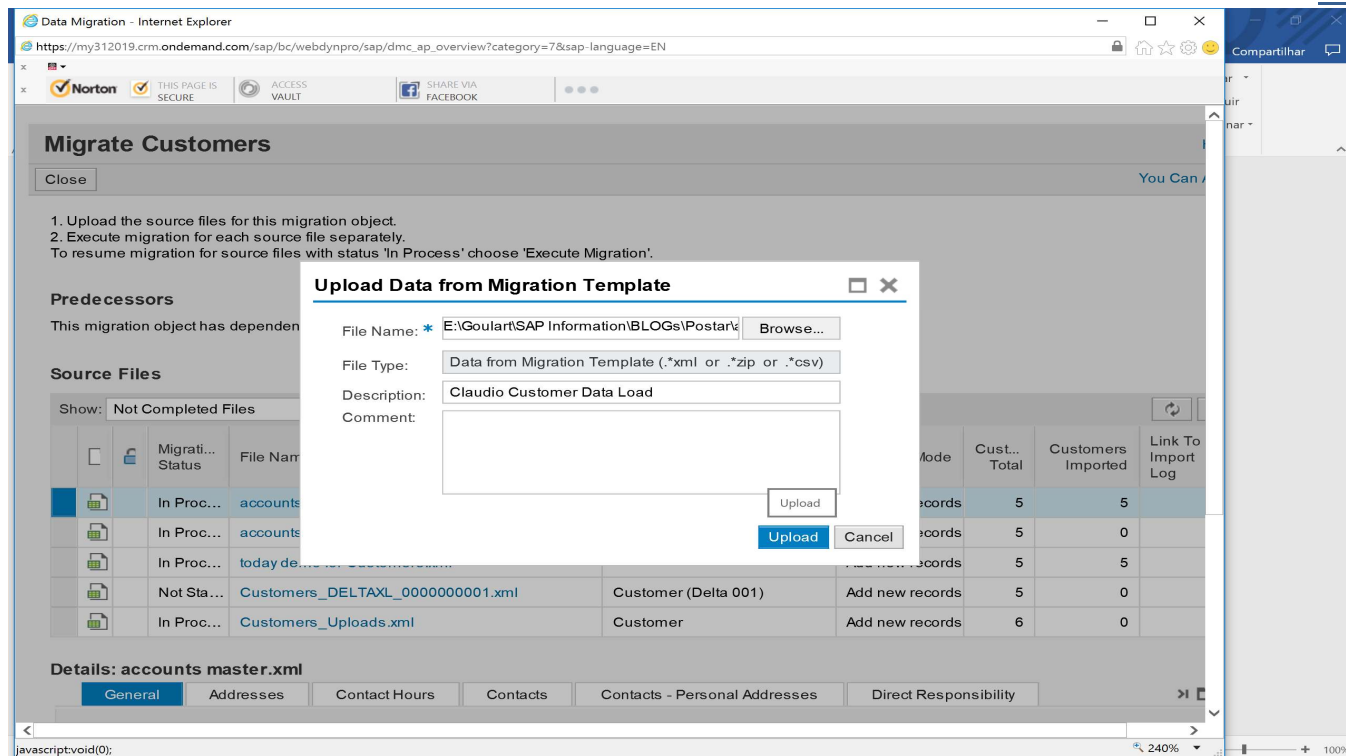 Data Migration - Internet Explorer
https://my312019.crm.ondemand.com/sap/bc/webdynpro/sap/dmc_ap_overview?category=7&sap-language=EN
Compartilhar
Norton
THIS PAGE IS SECURE
ACCESS VAULT
SHARE VIA FACEBOOK
uir
nar
Migrate Customers
Close
You Can
1. Upload the source files for this migration object.
2. Execute migration for each source file separately.
To resume migration for source files with status 'In Process' choose 'Execute Migration'.
Predecessors
This migration object has dependen
Upload Data from Migration Template
File Name: *
E:\Goulart\SAP Information\BLOGs\Postar\a
Browse...
File Type:
Data from Migration Template (.*xml or .*zip or .*csv)
Description:
Claudio Customer Data Load
Comment:
Upload
Upload
Cancel
Source Files
Show: Not Completed Files
Migrati... Status
File Nam
Mode
Cust... Total
Customers Imported
Link To Import Log
In Proc... accounts ecords 5 5
In Proc... accounts ecords 5 0
In Proc... today de 5 5
Not Sta... Customers_DELTAXL_0000000001.xml Customer (Delta 001) Add new records 5 0
In Proc... Customers_Uploads.xml Customer Add new records 6 0
Details: accounts master.xml
General Addresses Contact Hours Contacts Contacts - Personal Addresses Direct Responsibility
javascript:void(0);
240%
100%